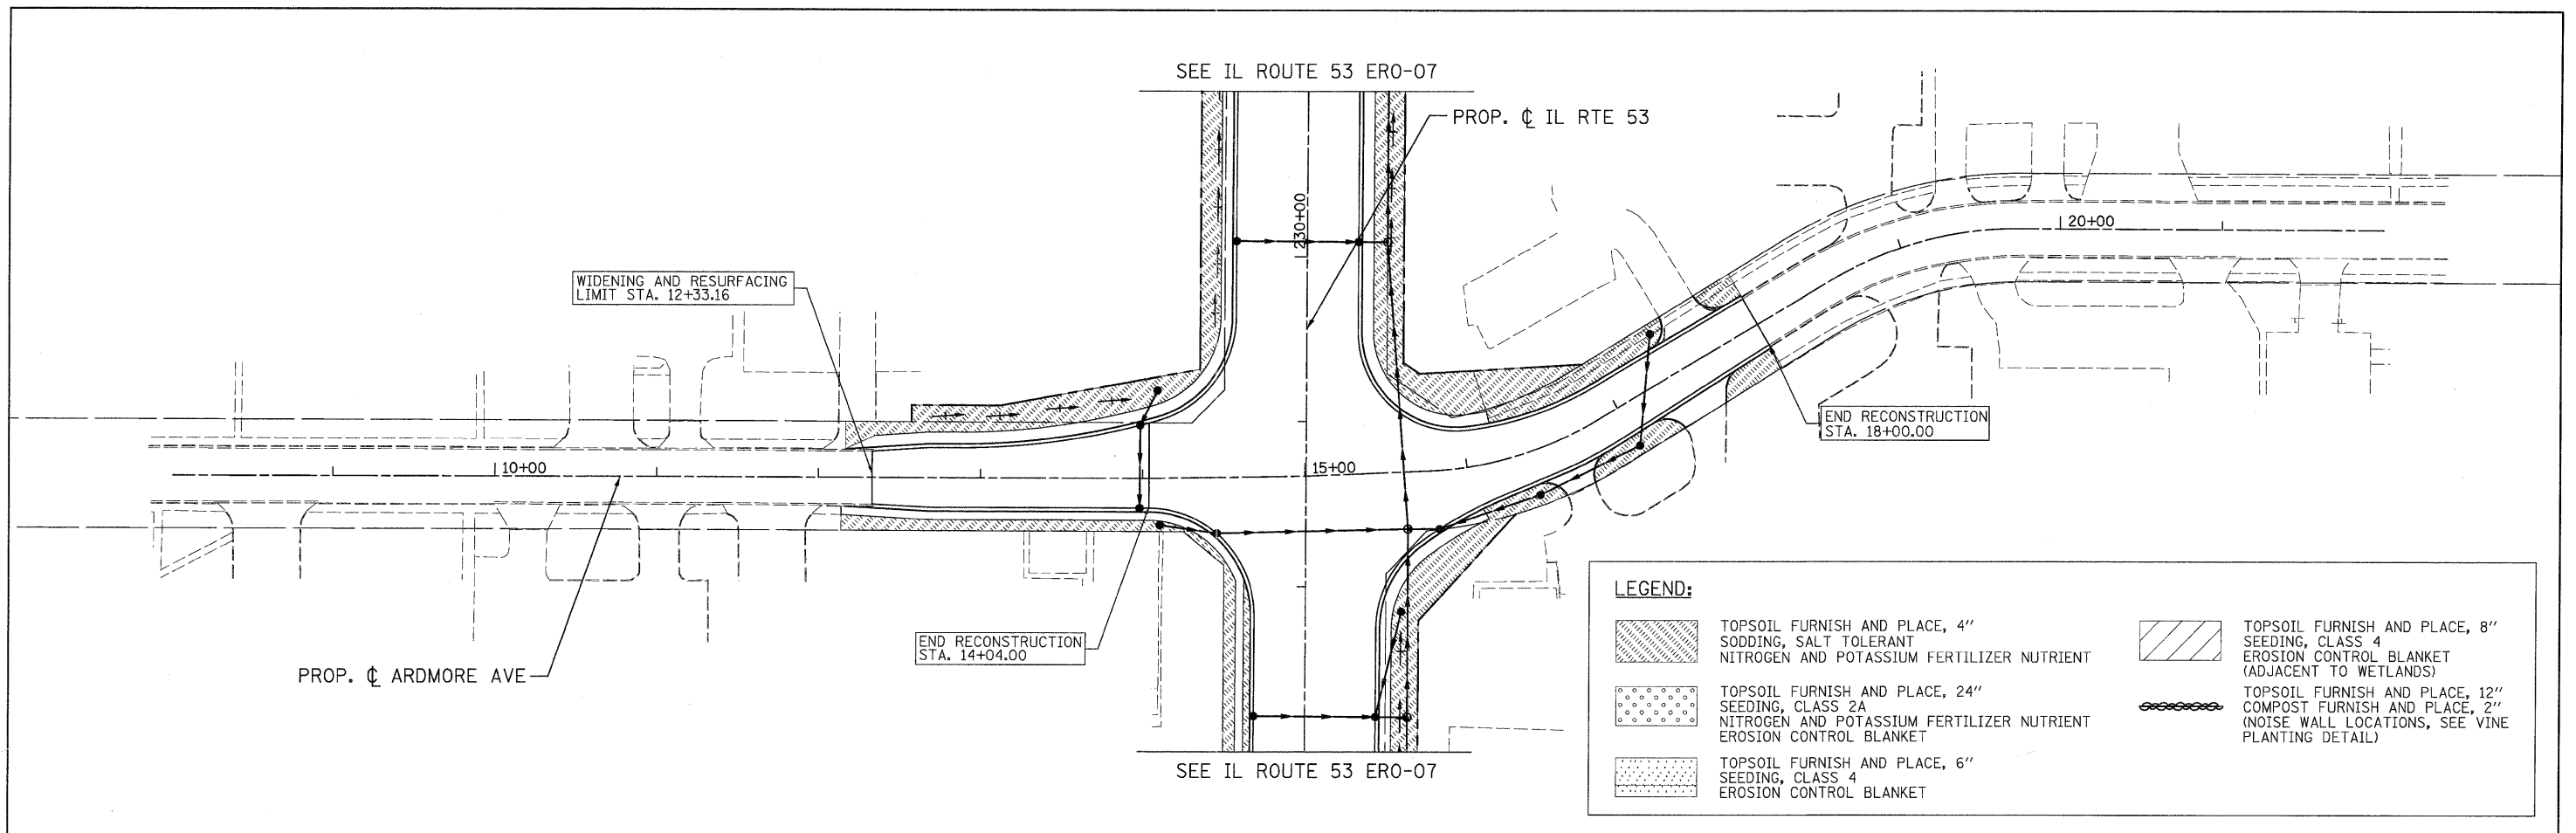 SEE IL ROUTE 53 ERO-07
PROP. ℄ IL RTE 53
230+00
20+00
WIDENING AND RESURFACING
LIMIT STA. 12+33.16
END RECONSTRUCTION
STA. 18+00.00
10+00
15+00
END RECONSTRUCTION
STA. 14+04.00
PROP. ℄ ARDMORE AVE
SEE IL ROUTE 53 ERO-07
LEGEND:
TOPSOIL FURNISH AND PLACE, 4"
SODDING, SALT TOLERANT
NITROGEN AND POTASSIUM FERTILIZER NUTRIENT
TOPSOIL FURNISH AND PLACE, 24"
SEEDING, CLASS 2A
NITROGEN AND POTASSIUM FERTILIZER NUTRIENT
EROSION CONTROL BLANKET
TOPSOIL FURNISH AND PLACE, 6"
SEEDING, CLASS 4
EROSION CONTROL BLANKET
TOPSOIL FURNISH AND PLACE, 8"
SEEDING, CLASS 4
EROSION CONTROL BLANKET
(ADJACENT TO WETLANDS)
TOPSOIL FURNISH AND PLACE, 12"
COMPOST FURNISH AND PLACE, 2"
(NOISE WALL LOCATIONS, SEE VINE
PLANTING DETAIL)